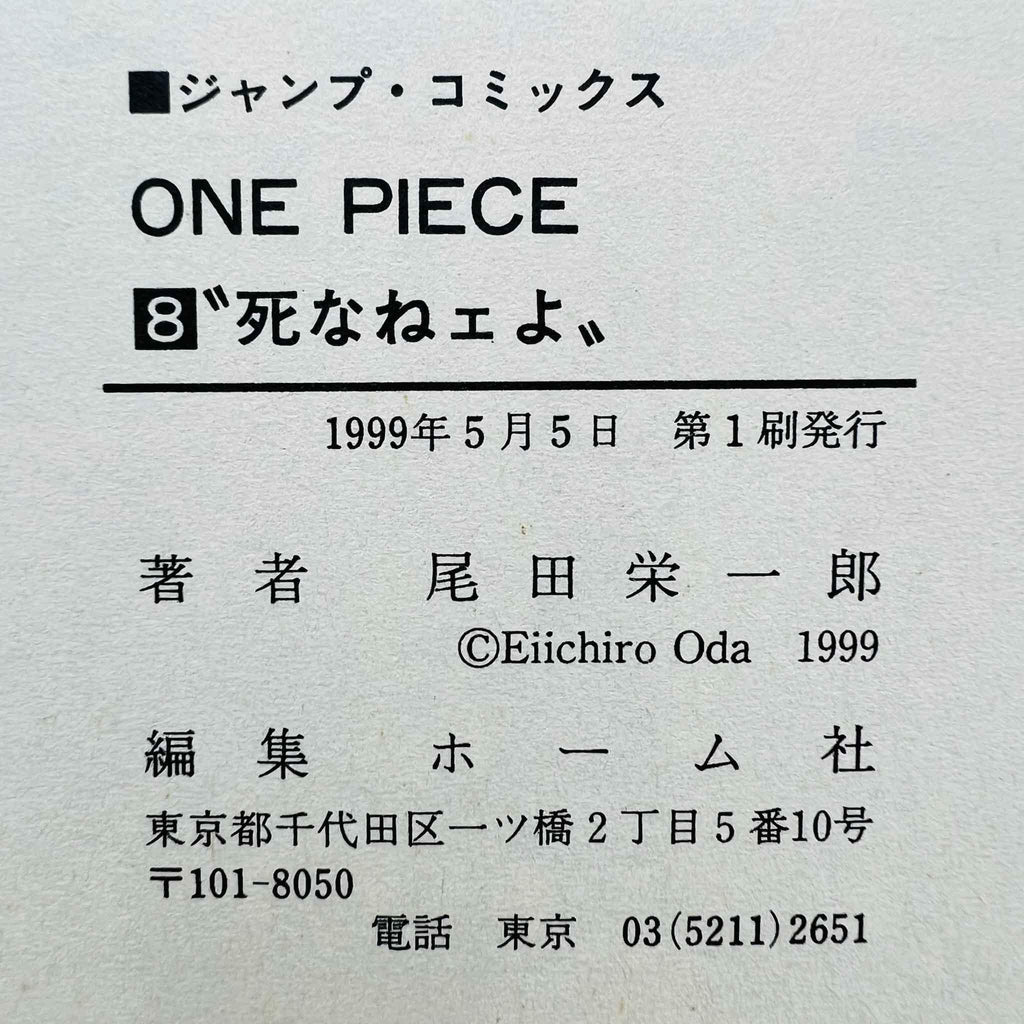 ■ジャンプ・コミックス
ONE PIECE
8〝死なねェよ〟
1999年5月5日　第1刷発行
著者　尾田栄一郎
©Eiichiro Oda　1999
編集　ホーム社
東京都千代田区一ツ橋2丁目5番10号
〒101-8050
電話　東京　03(5211)2651